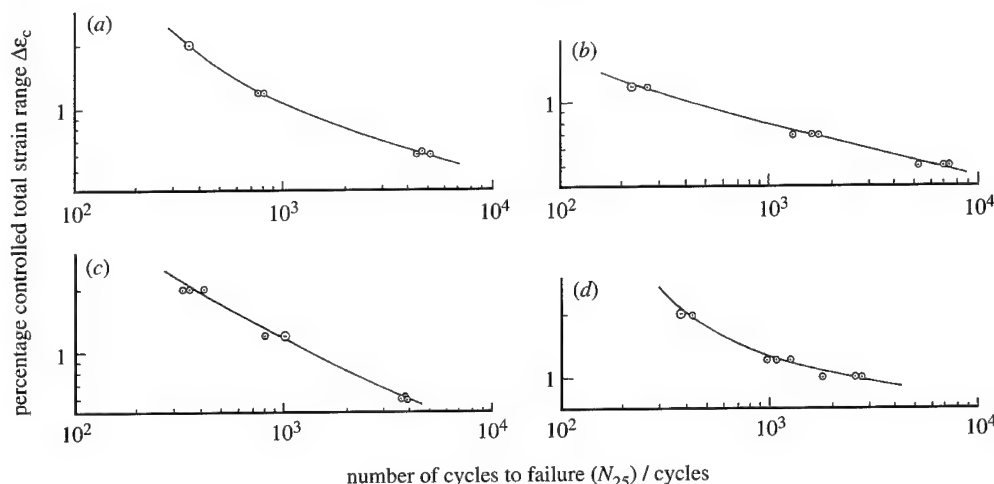 percentage controlled total strain range Δε_c
(a)
1
10² 10³ 10⁴
(b)
1
10² 10³ 10⁴
(c)
1
10² 10³ 10⁴
(d)
1
10² 10³ 10⁴
number of cycles to failure (N₂₅) / cycles